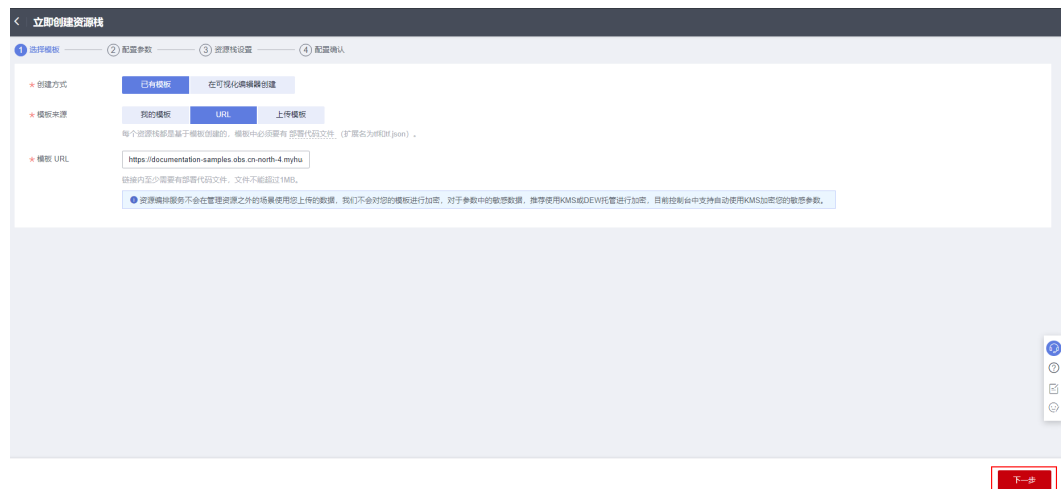 立即创建资源栈
1 选择模板 2 配置参数 3 资源栈设置 4 配置确认
* 创建方式 已有模板 在可视化编辑器创建
* 模板来源 我的模板 URL 上传模板
每个资源栈都是基于模板创建的，模板中必须要有 部署代码文件 （扩展名为tf或tf.json）。
* 模板 URL https://documentation-samples.obs.cn-north-4.myhu
链接内至少需要有部署代码文件，文件不能超过1MB。
资源编排服务不会在管理资源之外的场景使用您上传的数据，我们不会对您的模板进行加密，对于参数中的敏感数据，推荐使用KMS或DEW托管进行加密，目前控制台中支持自动使用KMS加密您的敏感参数。
下一步